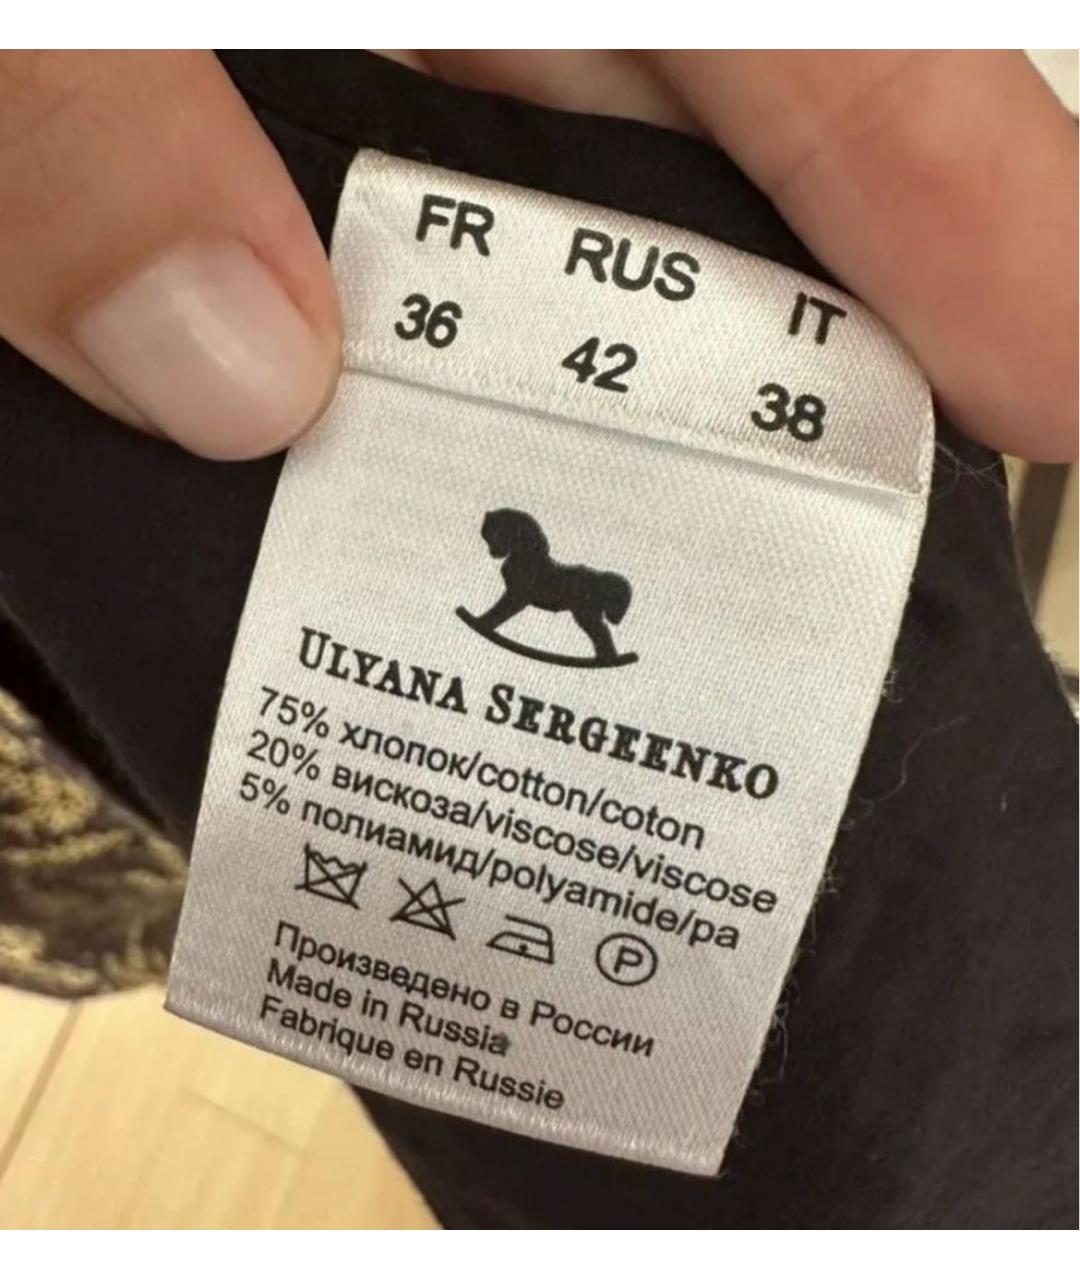 FR RUS IT
36 42 38
ULYANA SERGEENKO
75% хлопок/cotton/coton
20% вискоза/viscose/viscose
5% полиамид/polyamide/pa
P
Произведено в России
Made in Russia
Fabrique en Russie